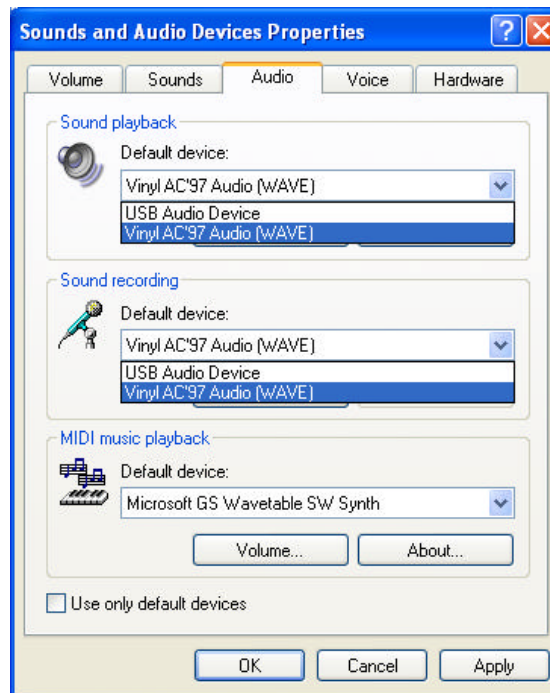 Sounds and Audio Devices Properties
Volume Sounds Audio Voice Hardware
Sound playback
Default device:
Vinyl AC'97 Audio (WAVE)
USB Audio Device
Vinyl AC'97 Audio (WAVE)
Sound recording
Default device:
Vinyl AC'97 Audio (WAVE)
USB Audio Device
Vinyl AC'97 Audio (WAVE)
MIDI music playback
Default device:
Microsoft GS Wavetable SW Synth
Volume... About...
Use only default devices
OK Cancel Apply